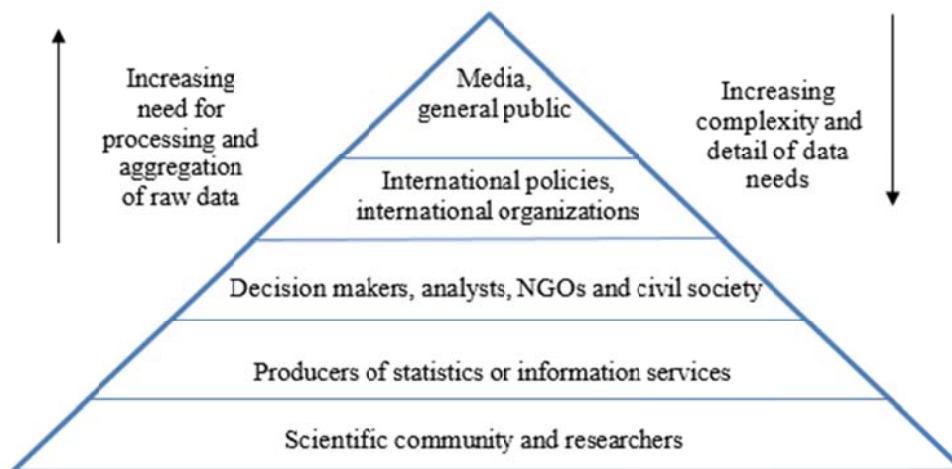 Increasing
need for
processing and
aggregation
of raw data
Media,
general public
Increasing
complexity and
detail of data
needs
International policies,
international organizations
Decision makers, analysts, NGOs and civil society
Producers of statistics or information services
Scientific community and researchers